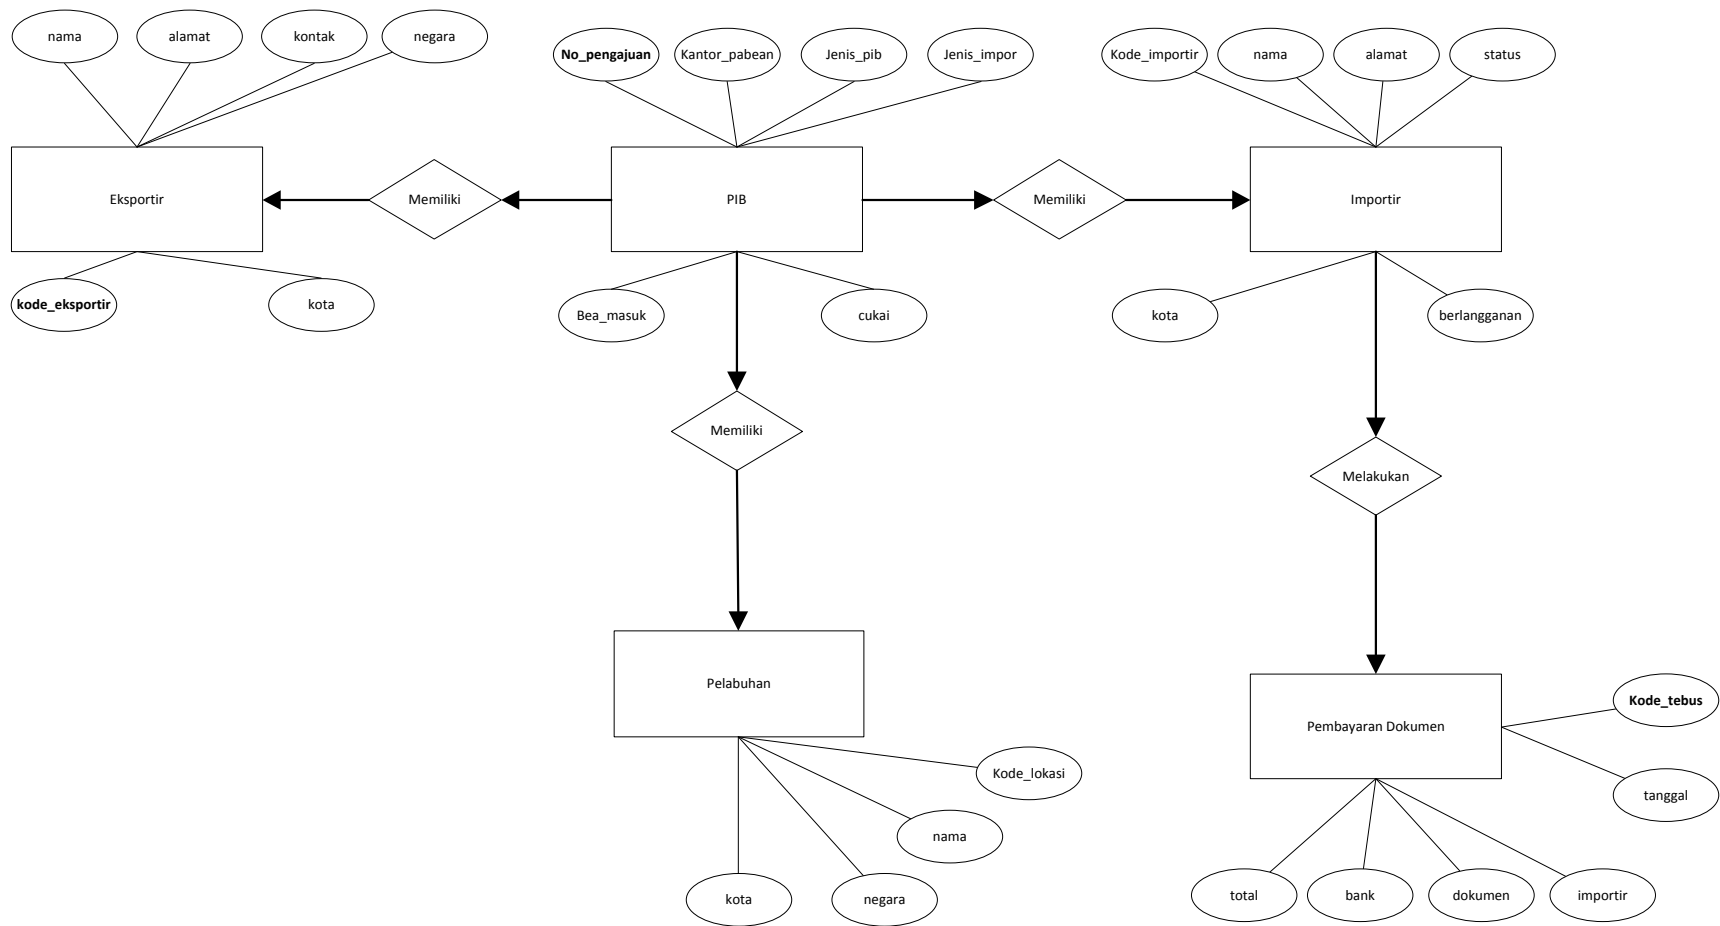 nama
alamat
kontak
negara
No_pengajuan
Kantor_pabean
Jenis_pib
Jenis_impor
Kode_importir
nama
alamat
status
Eksportir
Memiliki
PIB
Memiliki
Importir
kode_eksportir
kota
Bea_masuk
cukai
kota
berlangganan
Memiliki
Melakukan
Pelabuhan
Pembayaran Dokumen
Kode_tebus
Kode_lokasi
tanggal
nama
kota
negara
total
bank
dokumen
importir